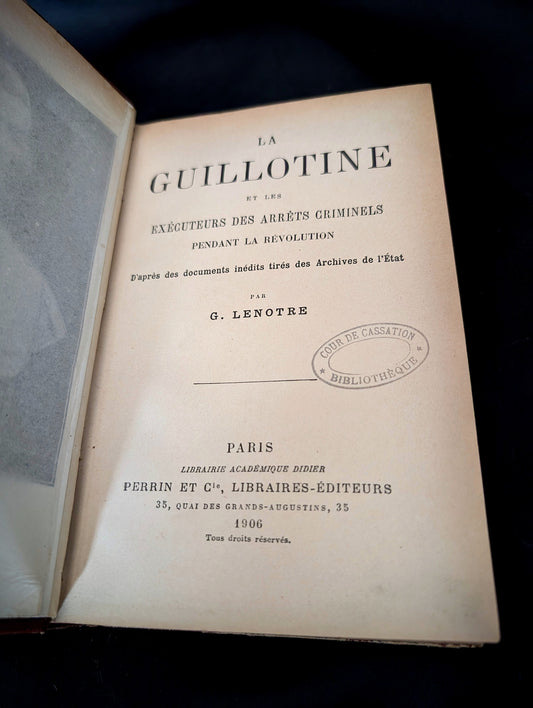 LA
GUILLOTINE
ET LES
EXÉCUTEURS DES ARRÊTS CRIMINELS
PENDANT LA RÉVOLUTION
D'après des documents inédits tirés des Archives de l'État
PAR
G. LENOTRE
COUR DE CASSATION
★ BIBLIOTHÈQUE ★
PARIS
LIBRAIRIE ACADÉMIQUE DIDIER
PERRIN ET Cⁱᵉ, LIBRAIRES-ÉDITEURS
35, QUAI DES GRANDS-AUGUSTINS, 35
1906
Tous droits réservés.